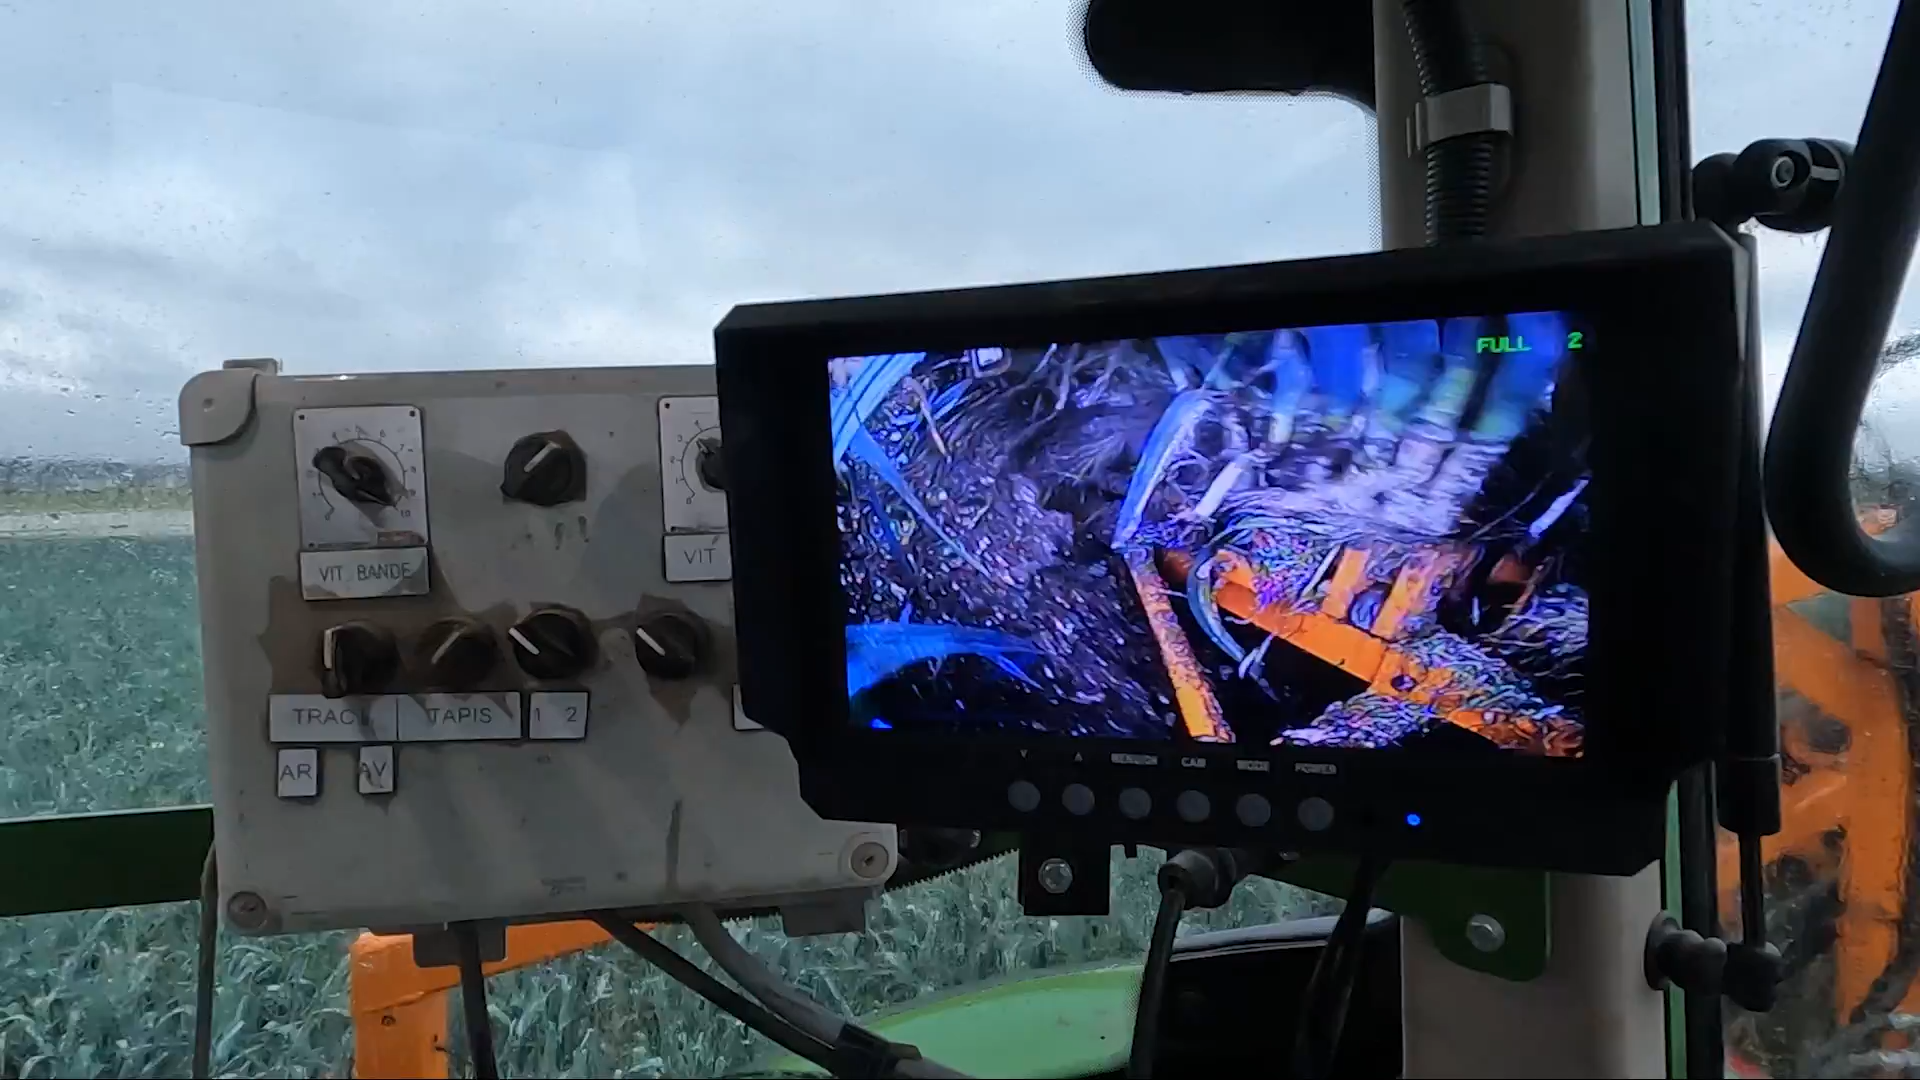 FULL 2
VIT BANDE
VIT
TRAC TAPIS 1 2
AR AV
V A CAM MODE POWER